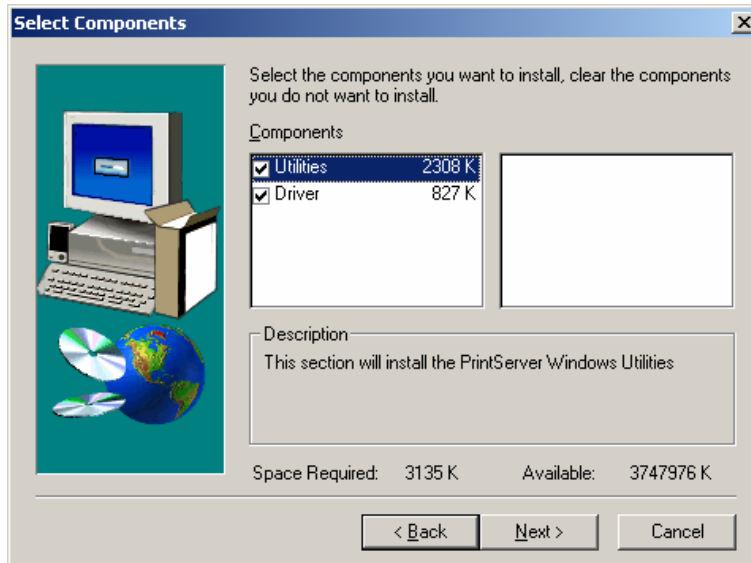 Select Components
Select the components you want to install, clear the components
you do not want to install.
Components
Utilities 2308 K
Driver 827 K
Description
This section will install the PrintServer Windows Utilities
Space Required: 3135 K Available: 3747976 K
< Back Next > Cancel